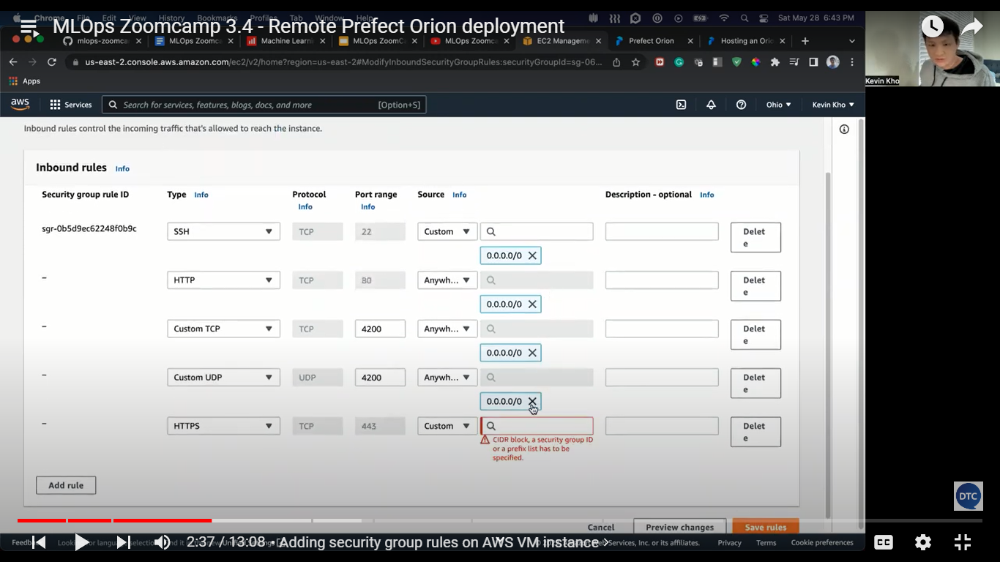 Chrome File Edit View History Bookmarks Profiles Tab Window Help
Sat May 28 6:43 PM
MLOps Zoomcamp 3.4 - Remote Prefect Orion deployment
mlops-zoomca
MLOps Zoomc
Machine Learni
MLOps ZoomC
MLOps Zoomc
EC2 Manageme
Prefect Orion
Hosting an Oric
us-east-2.console.aws.amazon.com/ec2/v2/home?region=us-east-2#ModifyInboundSecurityGroupRules:securityGroupId=sg-06...
Kevin Kho
Apps
aws
Services
Search for services, features, blogs, docs, and more
[Option+S]
Ohio
Kevin Kho
Inbound rules control the incoming traffic that's allowed to reach the instance.
Inbound rules Info
Security group rule ID
Type Info
Protocol Info
Port range Info
Source Info
Description - optional Info
sgr-0b5d9ec62248f0b9c
SSH TCP 22 Custom
Delete
0.0.0.0/0
– HTTP TCP 80 Anywh...
Delete
0.0.0.0/0
– Custom TCP TCP 4200 Anywh...
Delete
0.0.0.0/0
– Custom UDP UDP 4200 Anywh...
Delete
0.0.0.0/0
– HTTPS TCP 443 Custom
Delete
CIDR block, a security group ID
or a prefix list has to be
specified.
Add rule
DTC
Cancel Preview changes Save rules
2:37 / 13:08 • Adding security group rules on AWS VM instance
Services, Inc. or its affiliates.
Privacy Terms Cookie preferences
CC